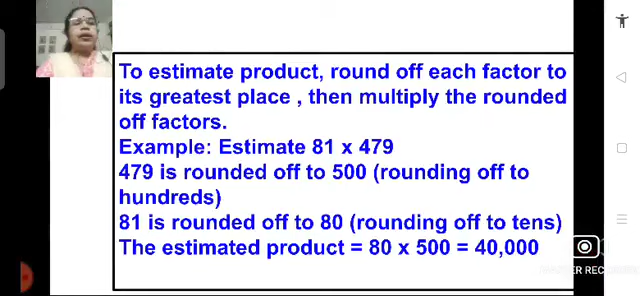 To estimate product, round off each factor to
its greatest place , then multiply the rounded
off factors.
Example: Estimate 81 x 479
479 is rounded off to 500 (rounding off to
hundreds)
81 is rounded off to 80 (rounding off to tens)
The estimated product = 80 x 500 = 40,000